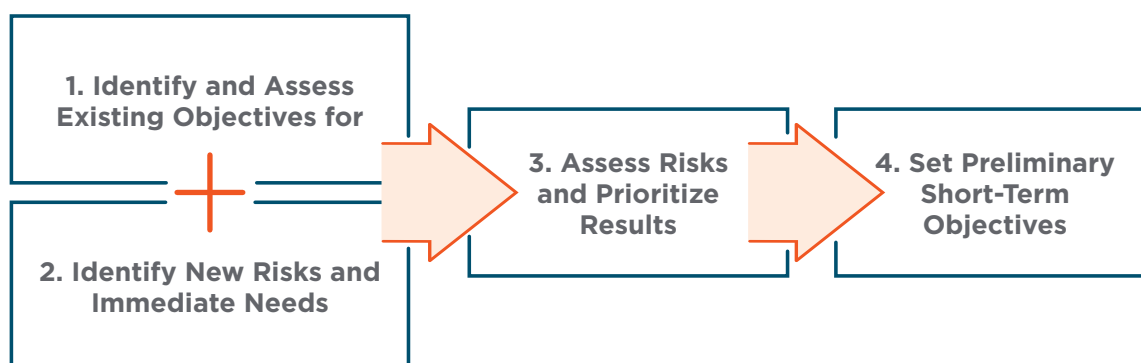 1. Identify and Assess
Existing Objectives for
2. Identify New Risks and
Immediate Needs
3. Assess Risks
and Prioritize
Results
4. Set Preliminary
Short-Term
Objectives